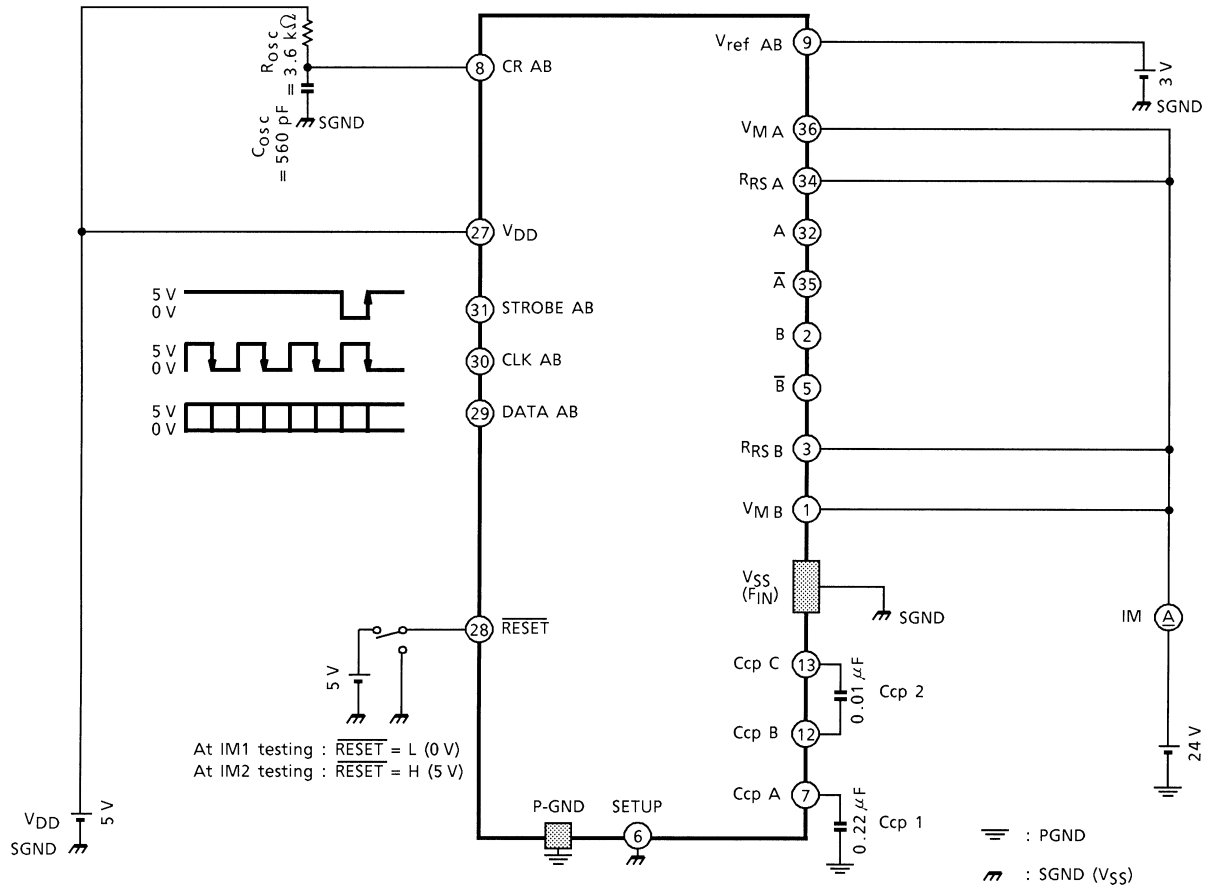 Rosc
= 3.6 kΩ
Cosc
= 560 pF
SGND
8
CR AB
27
VDD
5 V
0 V
31
STROBE AB
5 V
0 V
30
CLK AB
5 V
0 V
29
DATA AB
28
RESET
5 V
At IM1 testing : RESET = L (0 V)
At IM2 testing : RESET = H (5 V)
VDD
5 V
SGND
P-GND
SETUP
6
Vref AB
9
3 V
SGND
VM A
36
RRS A
34
A
32
A
35
B
2
B
5
RRS B
3
VM B
1
VSS
(FIN)
SGND
IM
A
24 V
Ccp C
13
0.01 μF
Ccp 2
Ccp B
12
Ccp A
7
0.22 μF
Ccp 1
: PGND
: SGND (VSS)